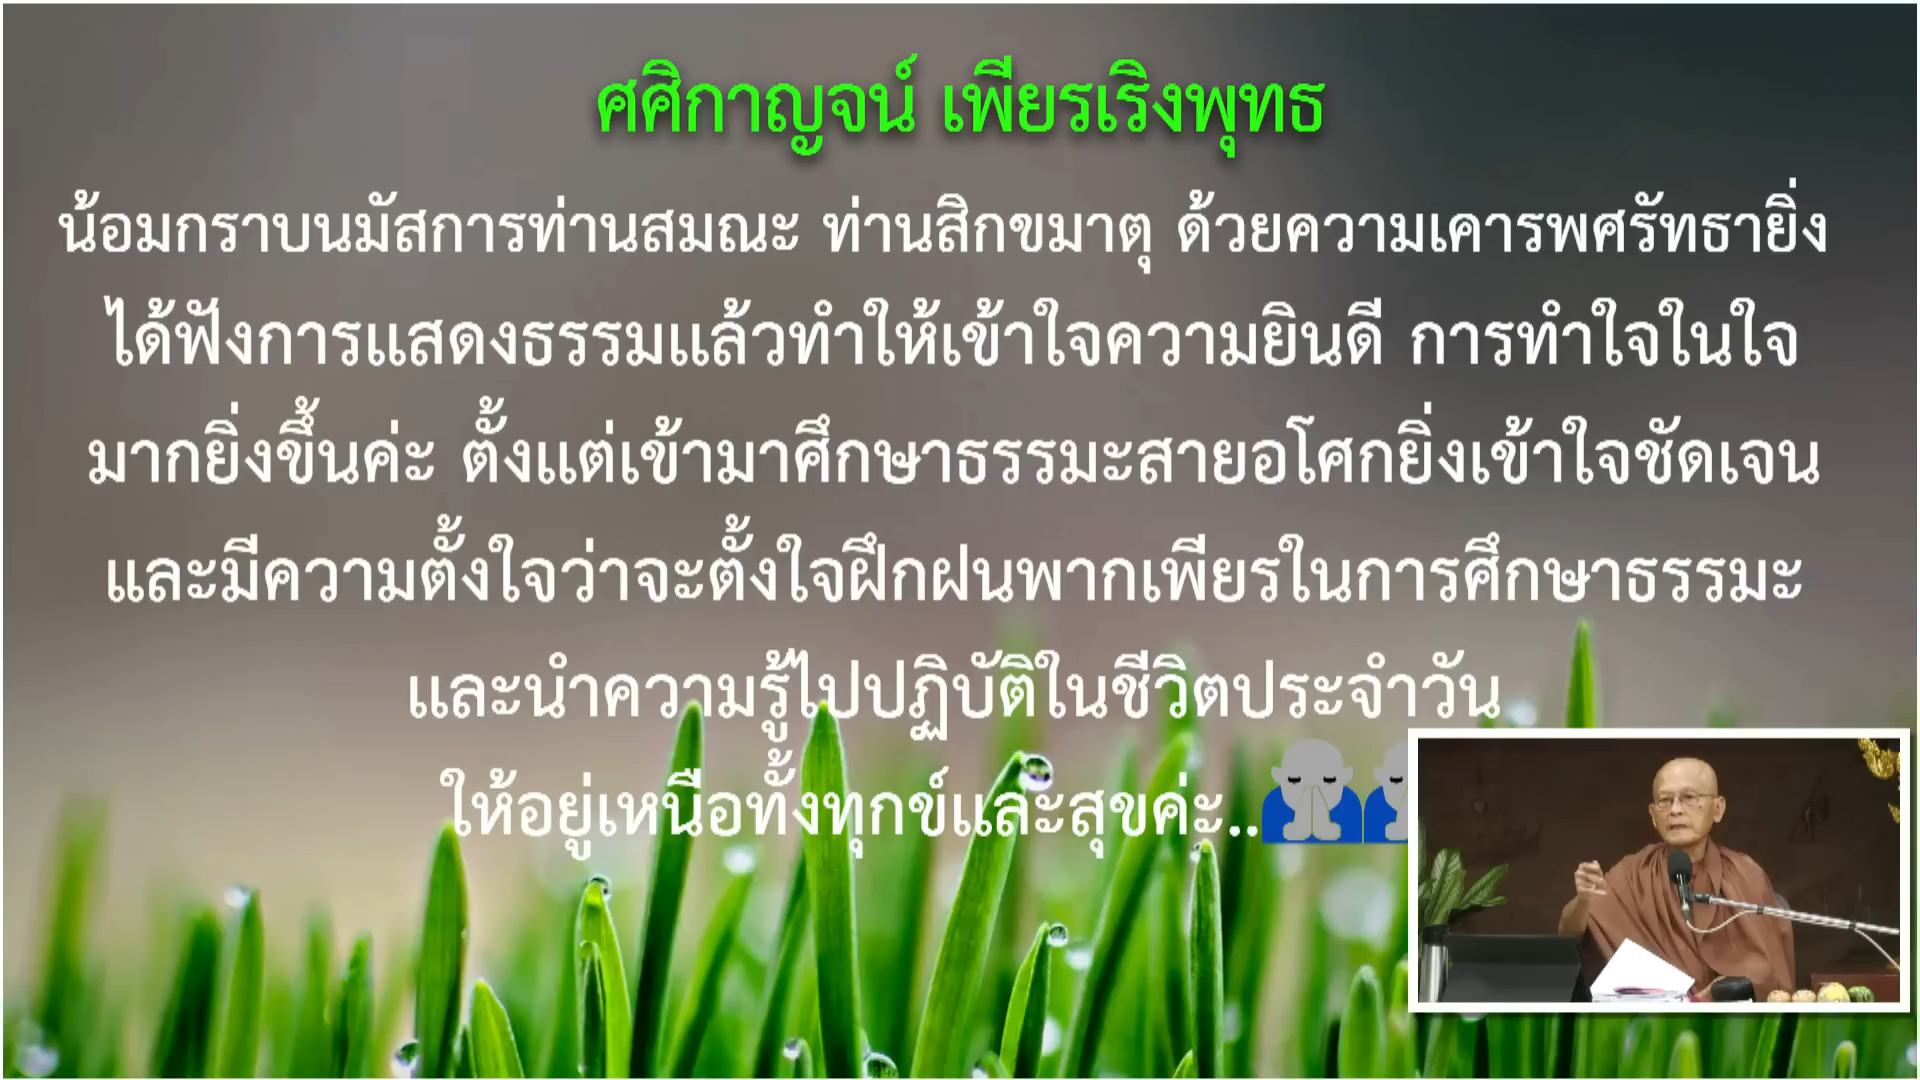 ศศิกาญจน์ เพียรเริงพุทธ
น้อมกราบนมัสการท่านสมณะ ท่านสิกขมาตุ ด้วยความเคารพศรัทธายิ่ง
ได้ฟังการแสดงธรรมแล้วทำให้เข้าใจความยินดี การทำใจในใจ
มากยิ่งขึ้นค่ะ ตั้งแต่เข้ามาศึกษาธรรมะสายอโศกยิ่งเข้าใจชัดเจน
และมีความตั้งใจว่าจะตั้งใจฝึกฝนพากเพียรในการศึกษาธรรมะ
และนำความรู้ไปปฏิบัติในชีวิตประจำวัน
ให้อยู่เหนือทั้งทุกข์และสุขค่ะ..